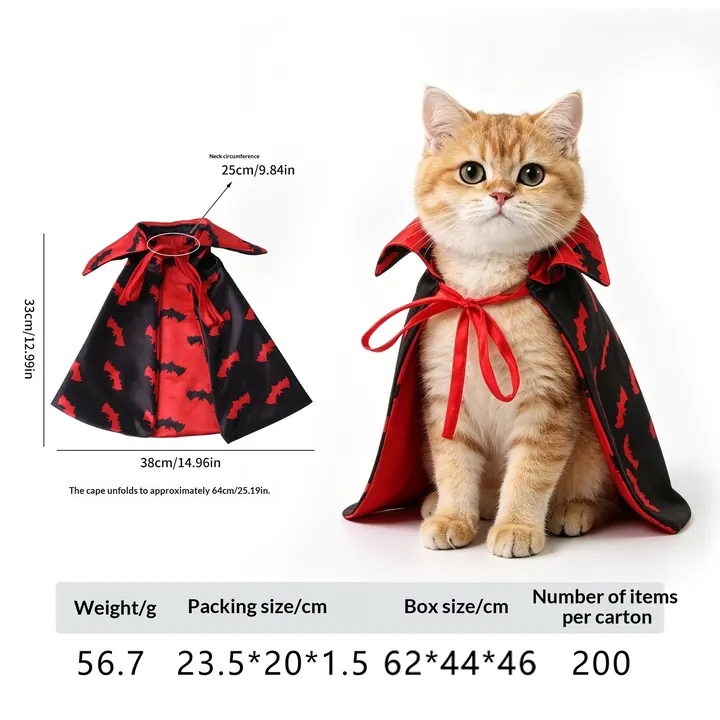 Neck circumference
25cm/9.84in
33cm/12.99in
38cm/14.96in
The cape unfolds to approximately 64cm/25.19in.
Weight/g Packing size/cm Box size/cm Number of items per carton
56.7 23.5*20*1.5 62*44*46 200